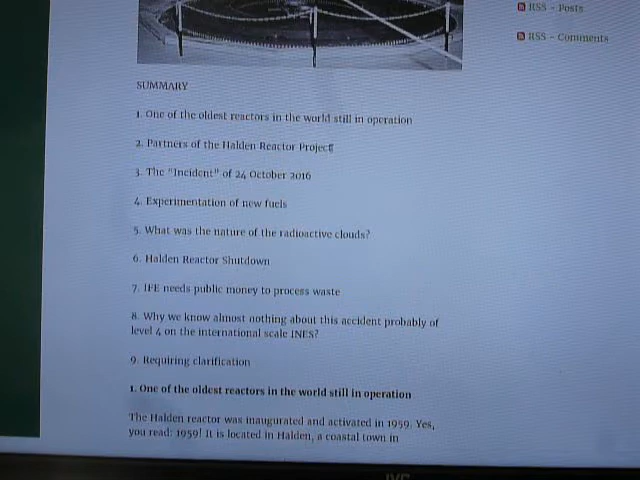 RSS - Posts
RSS - Comments
SUMMARY
1. One of the oldest reactors in the world still in operation
2. Partners of the Halden Reactor Project
3. The "Incident" of 24 October 2016
4. Experimentation of new fuels
5. What was the nature of the radioactive clouds?
6. Halden Reactor Shutdown
7. IFE needs public money to process waste
8. Why we know almost nothing about this accident probably of
level 4 on the international scale INES?
9. Requiring clarification
1. One of the oldest reactors in the world still in operation
The Halden reactor was inaugurated and activated in 1959. Yes,
you read: 1959! It is located in Halden, a coastal town in
JVC